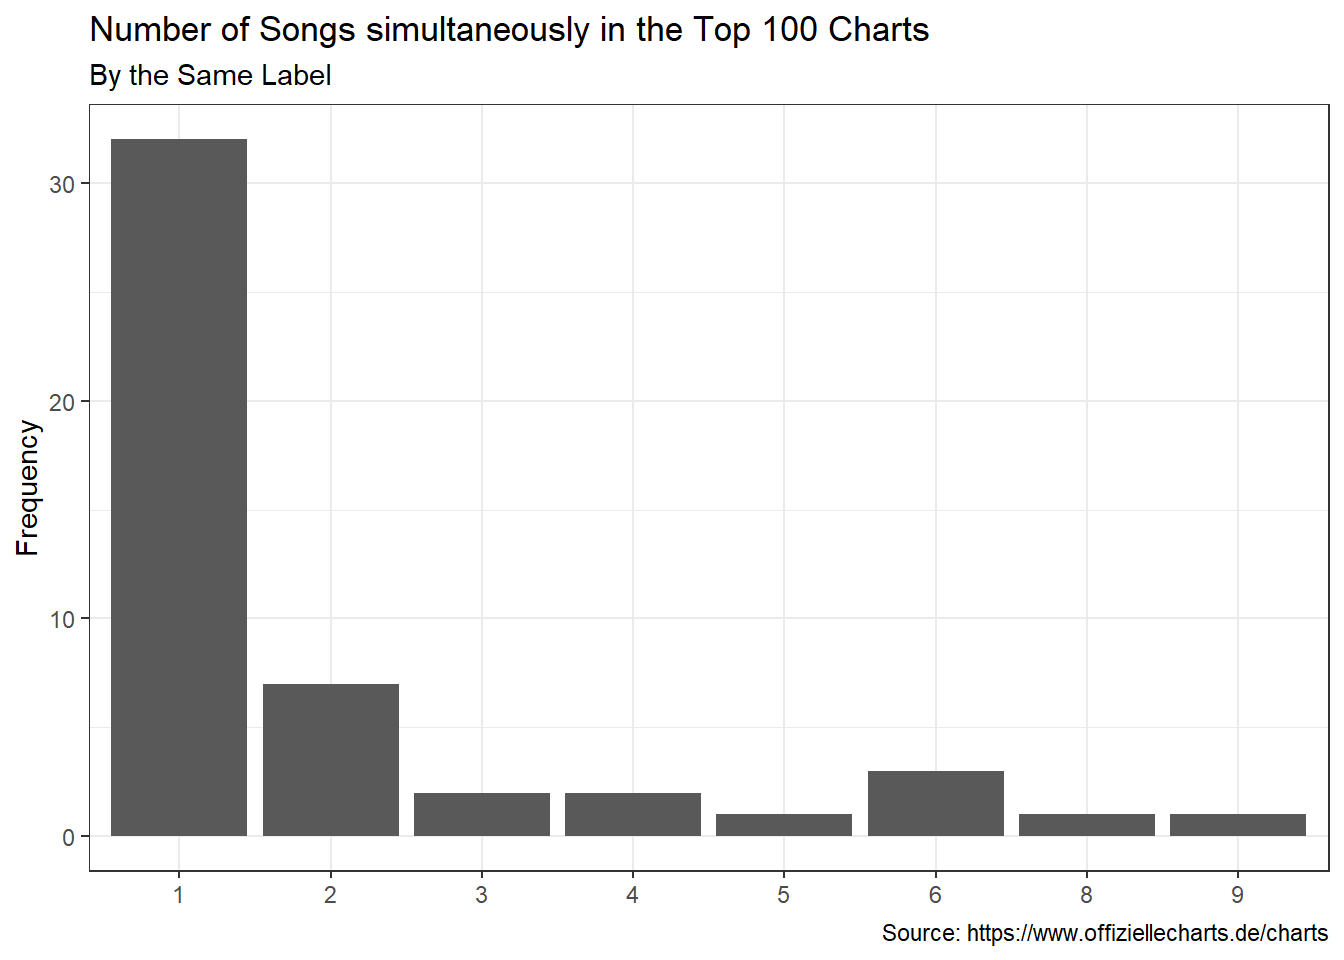 Number of Songs simultaneously in the Top 100 Charts
By the Same Label
Frequency
30
20
10
0
1 2 3 4 5 6 8 9
Source: https://www.offiziellecharts.de/charts